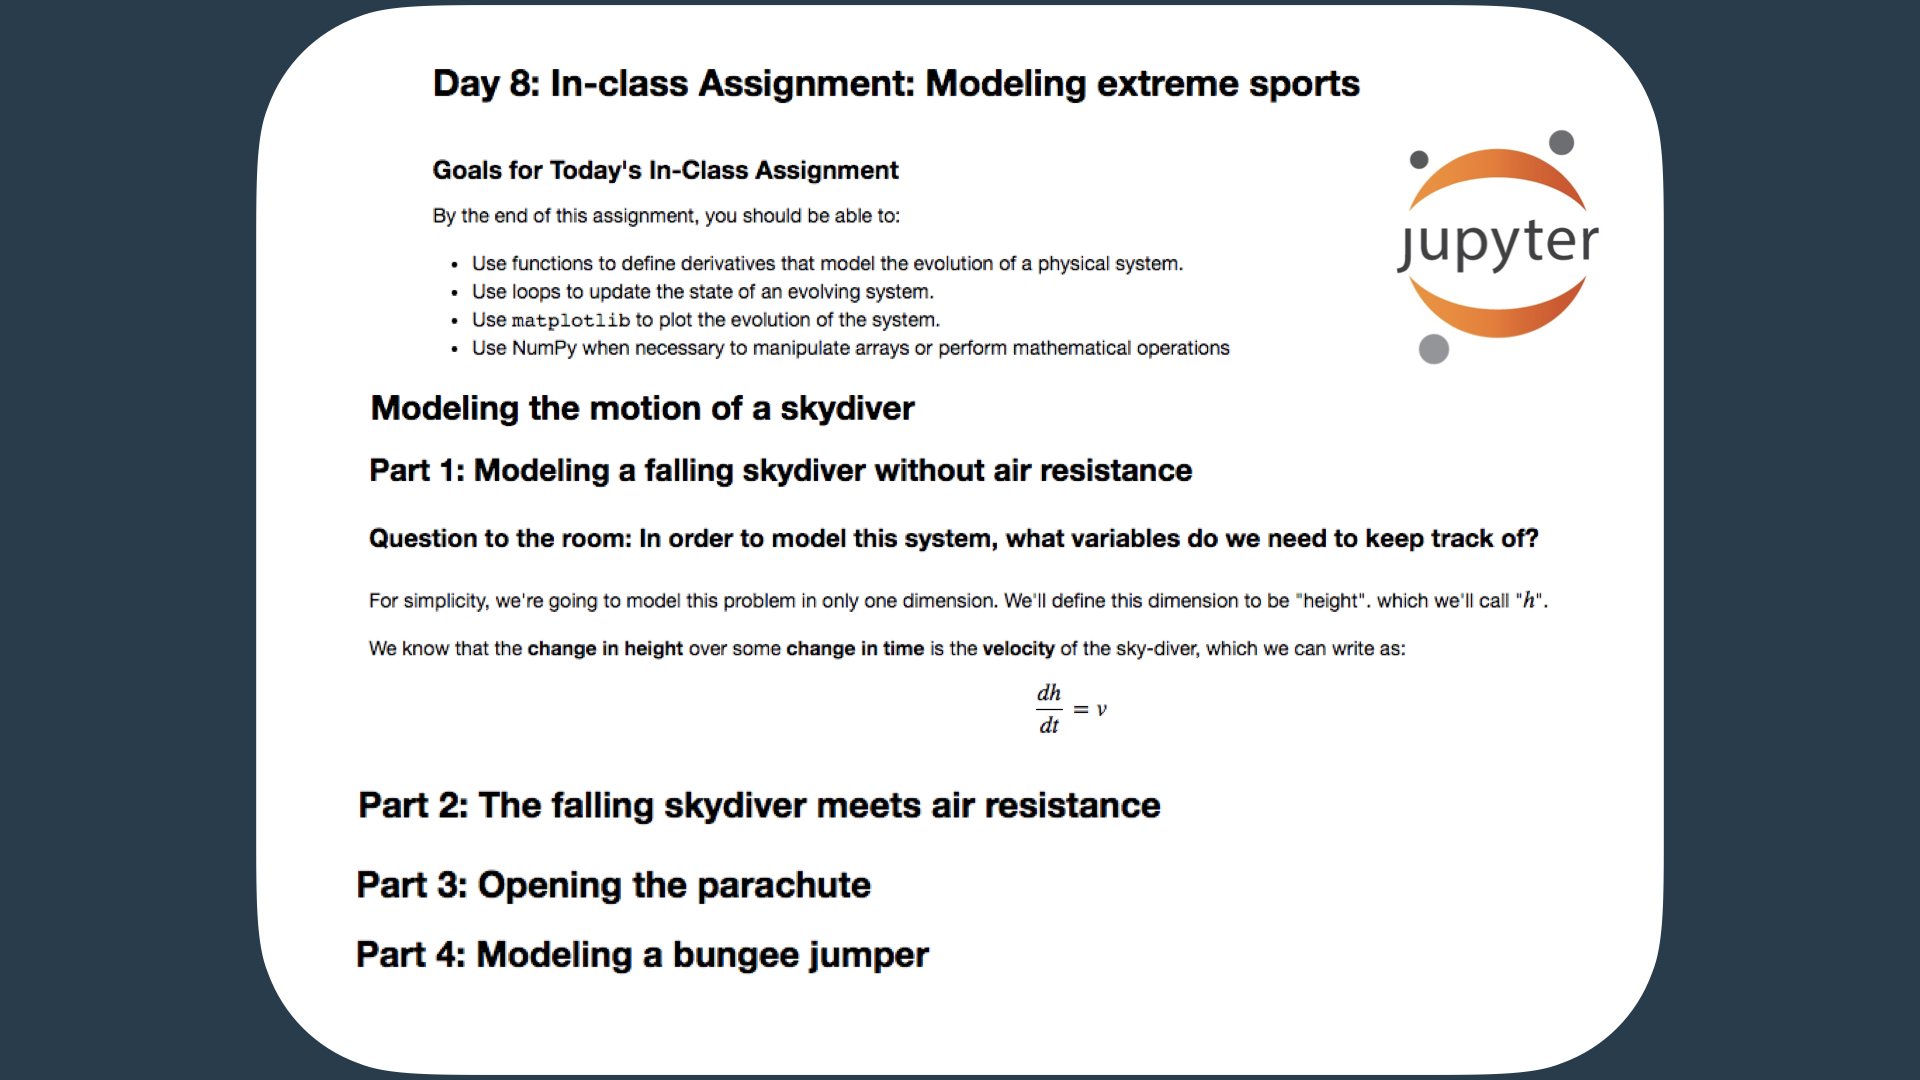 Day 8: In-class Assignment: Modeling extreme sports
Goals for Today's In-Class Assignment
By the end of this assignment, you should be able to:
• Use functions to define derivatives that model the evolution of a physical system.
• Use loops to update the state of an evolving system.
• Use matplotlib to plot the evolution of the system.
• Use NumPy when necessary to manipulate arrays or perform mathematical operations
jupyter
Modeling the motion of a skydiver
Part 1: Modeling a falling skydiver without air resistance
Question to the room: In order to model this system, what variables do we need to keep track of?
For simplicity, we're going to model this problem in only one dimension. We'll define this dimension to be "height". which we'll call "h".
We know that the change in height over some change in time is the velocity of the sky-diver, which we can write as:
dh/dt = v
Part 2: The falling skydiver meets air resistance
Part 3: Opening the parachute
Part 4: Modeling a bungee jumper